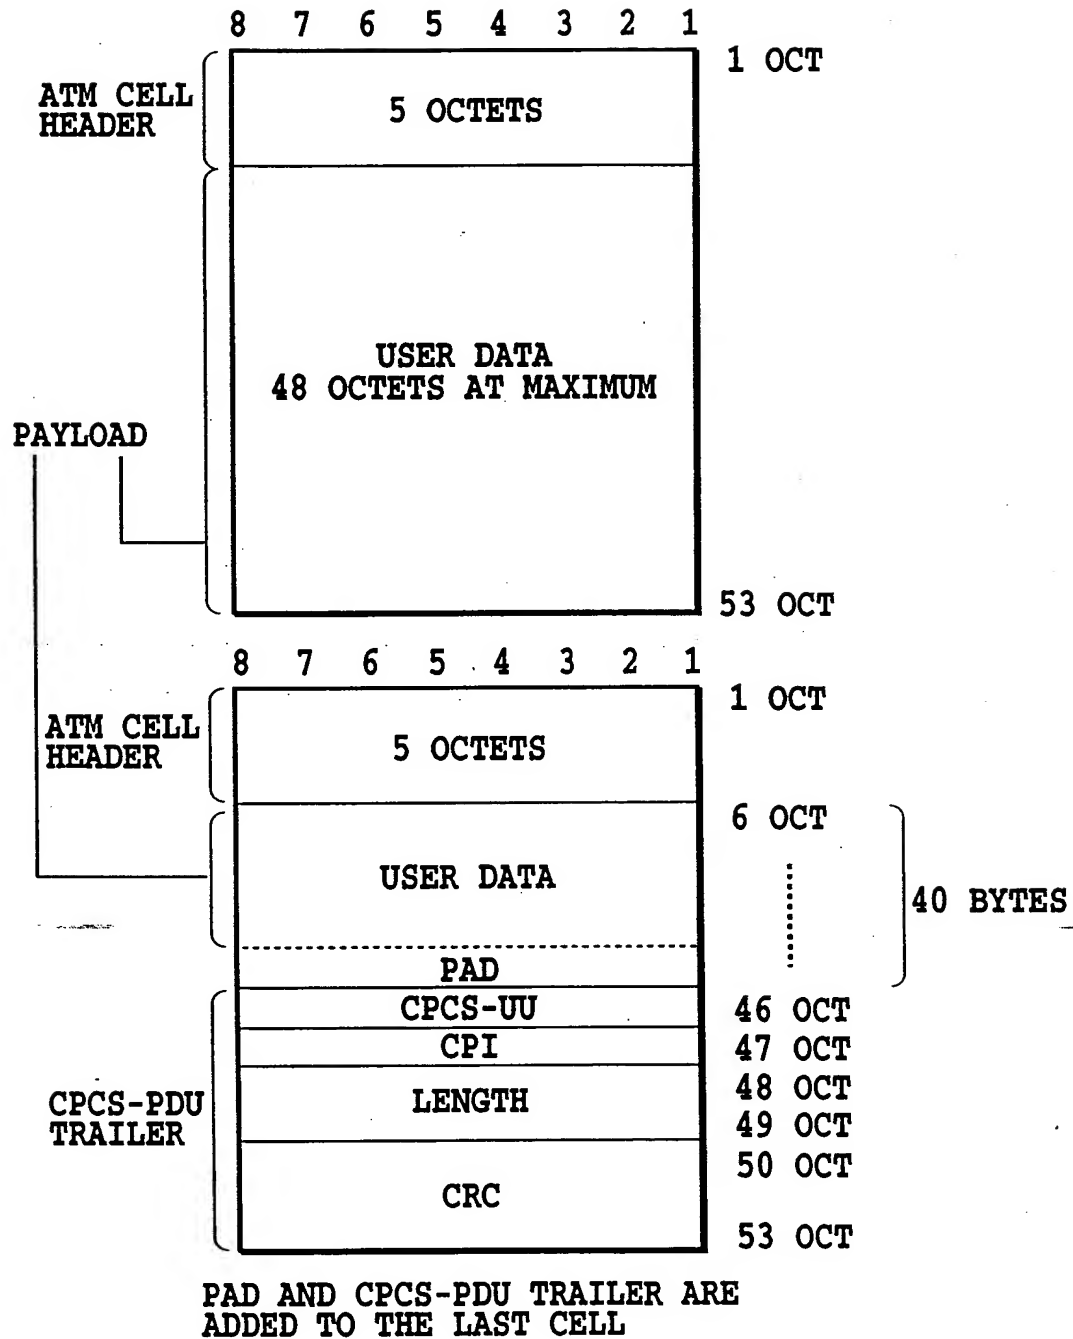 8 7 6 5 4 3 2 1
1 OCT
ATM CELL
HEADER
5 OCTETS
USER DATA
48 OCTETS AT MAXIMUM
PAYLOAD
53 OCT
8 7 6 5 4 3 2 1
1 OCT
ATM CELL
HEADER
5 OCTETS
6 OCT
USER DATA
40 BYTES
PAD
CPCS-UU
46 OCT
CPI
47 OCT
CPCS-PDU
TRAILER
LENGTH
48 OCT
49 OCT
50 OCT
CRC
53 OCT
PAD AND CPCS-PDU TRAILER ARE
ADDED TO THE LAST CELL